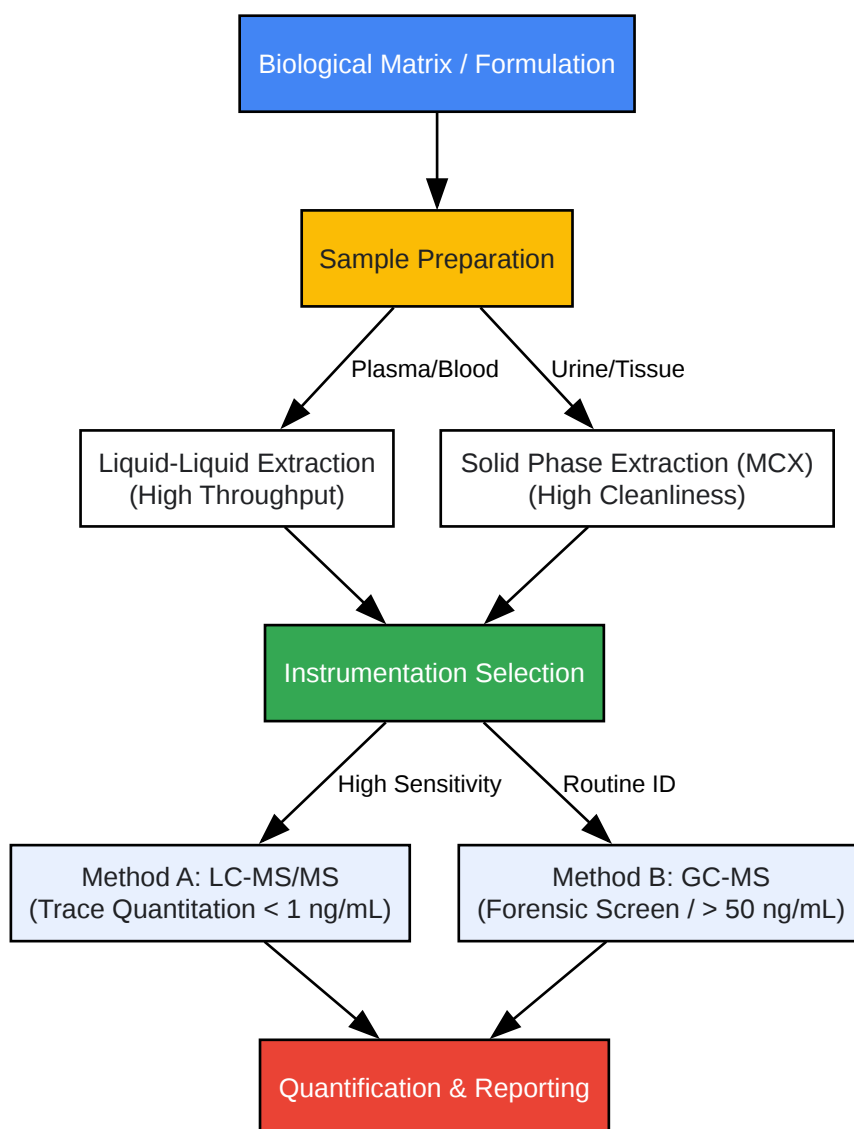 Biological Matrix / Formulation
Sample Preparation
Plasma/Blood
Urine/Tissue
Liquid-Liquid Extraction
(High Throughput)
Solid Phase Extraction (MCX)
(High Cleanliness)
Instrumentation Selection
High Sensitivity
Routine ID
Method A: LC-MS/MS
(Trace Quantitation < 1 ng/mL)
Method B: GC-MS
(Forensic Screen / > 50 ng/mL)
Quantification & Reporting